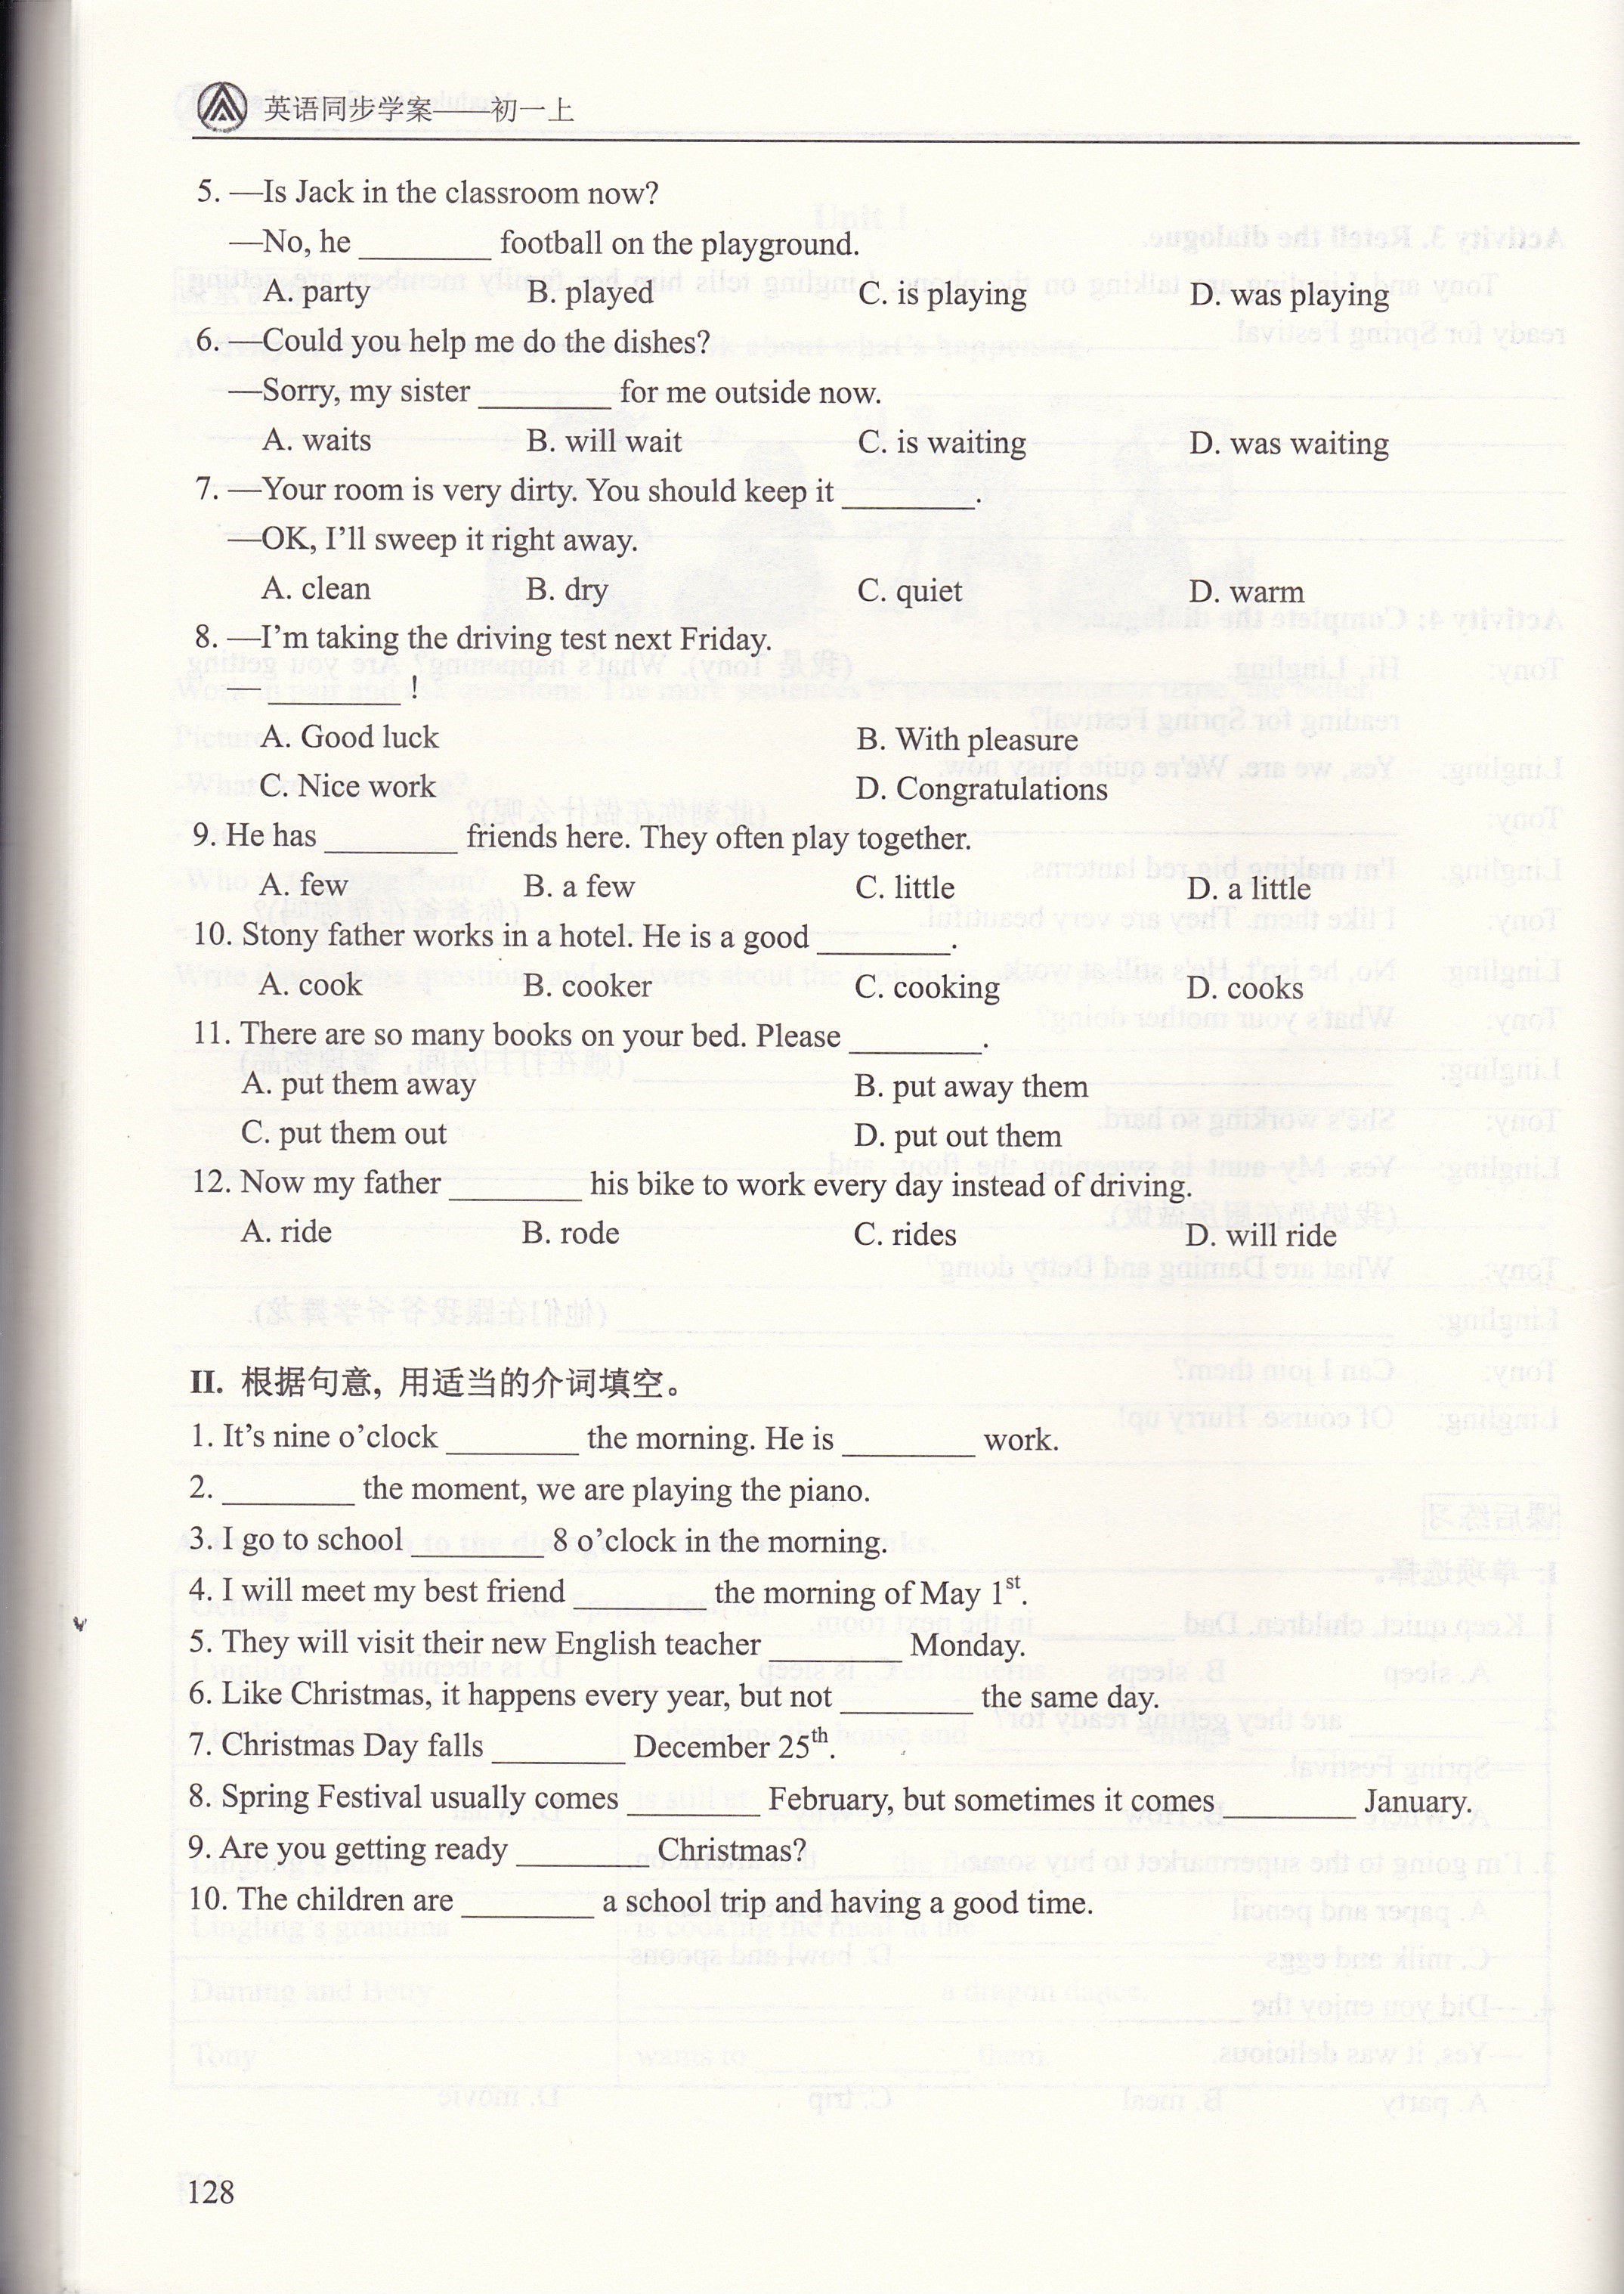 英语同步学案——初一上
5. —Is Jack in the classroom now?
—No, he ________ football on the playground.
A. party B. played C. is playing D. was playing
6. —Could you help me do the dishes?
—Sorry, my sister ________ for me outside now.
A. waits B. will wait C. is waiting D. was waiting
7. —Your room is very dirty. You should keep it ________.
—OK, I'll sweep it right away.
A. clean B. dry C. quiet D. warm
8. —I'm taking the driving test next Friday.
— ________ !
A. Good luck B. With pleasure
C. Nice work D. Congratulations
9. He has ________ friends here. They often play together.
A. few B. a few C. little D. a little
10. Stony father works in a hotel. He is a good ________.
A. cook B. cooker C. cooking D. cooks
11. There are so many books on your bed. Please ________.
A. put them away B. put away them
C. put them out D. put out them
12. Now my father ________ his bike to work every day instead of driving.
A. ride B. rode C. rides D. will ride
II. 根据句意, 用适当的介词填空。
1. It's nine o'clock ________ the morning. He is ________ work.
2. ________ the moment, we are playing the piano.
3. I go to school ________ 8 o'clock in the morning.
4. I will meet my best friend ________ the morning of May 1st.
5. They will visit their new English teacher ________ Monday.
6. Like Christmas, it happens every year, but not ________ the same day.
7. Christmas Day falls ________ December 25th.
8. Spring Festival usually comes ________ February, but sometimes it comes ________ January.
9. Are you getting ready ________ Christmas?
10. The children are ________ a school trip and having a good time.
128